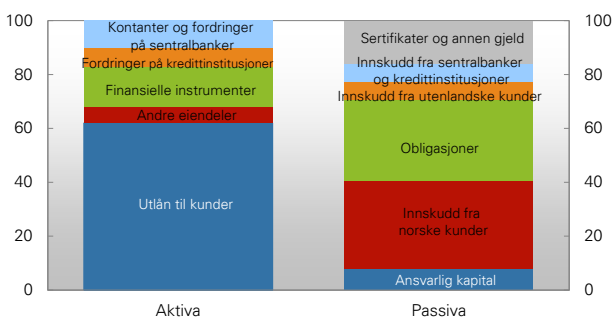 100
80
60
40
20
0
Kontanter og fordringer
på sentralbanker
Fordringer på kredittinstitusjoner
Finansielle instrumenter
Andre eiendeler
Utlån til kunder
Sertifikater og annen gjeld
Innskudd fra sentralbanker
og kredittinstitusjoner
Innskudd fra utenlandske kunder
Obligasjoner
Innskudd fra
norske kunder
Ansvarlig kapital
100
80
60
40
20
0
Aktiva
Passiva